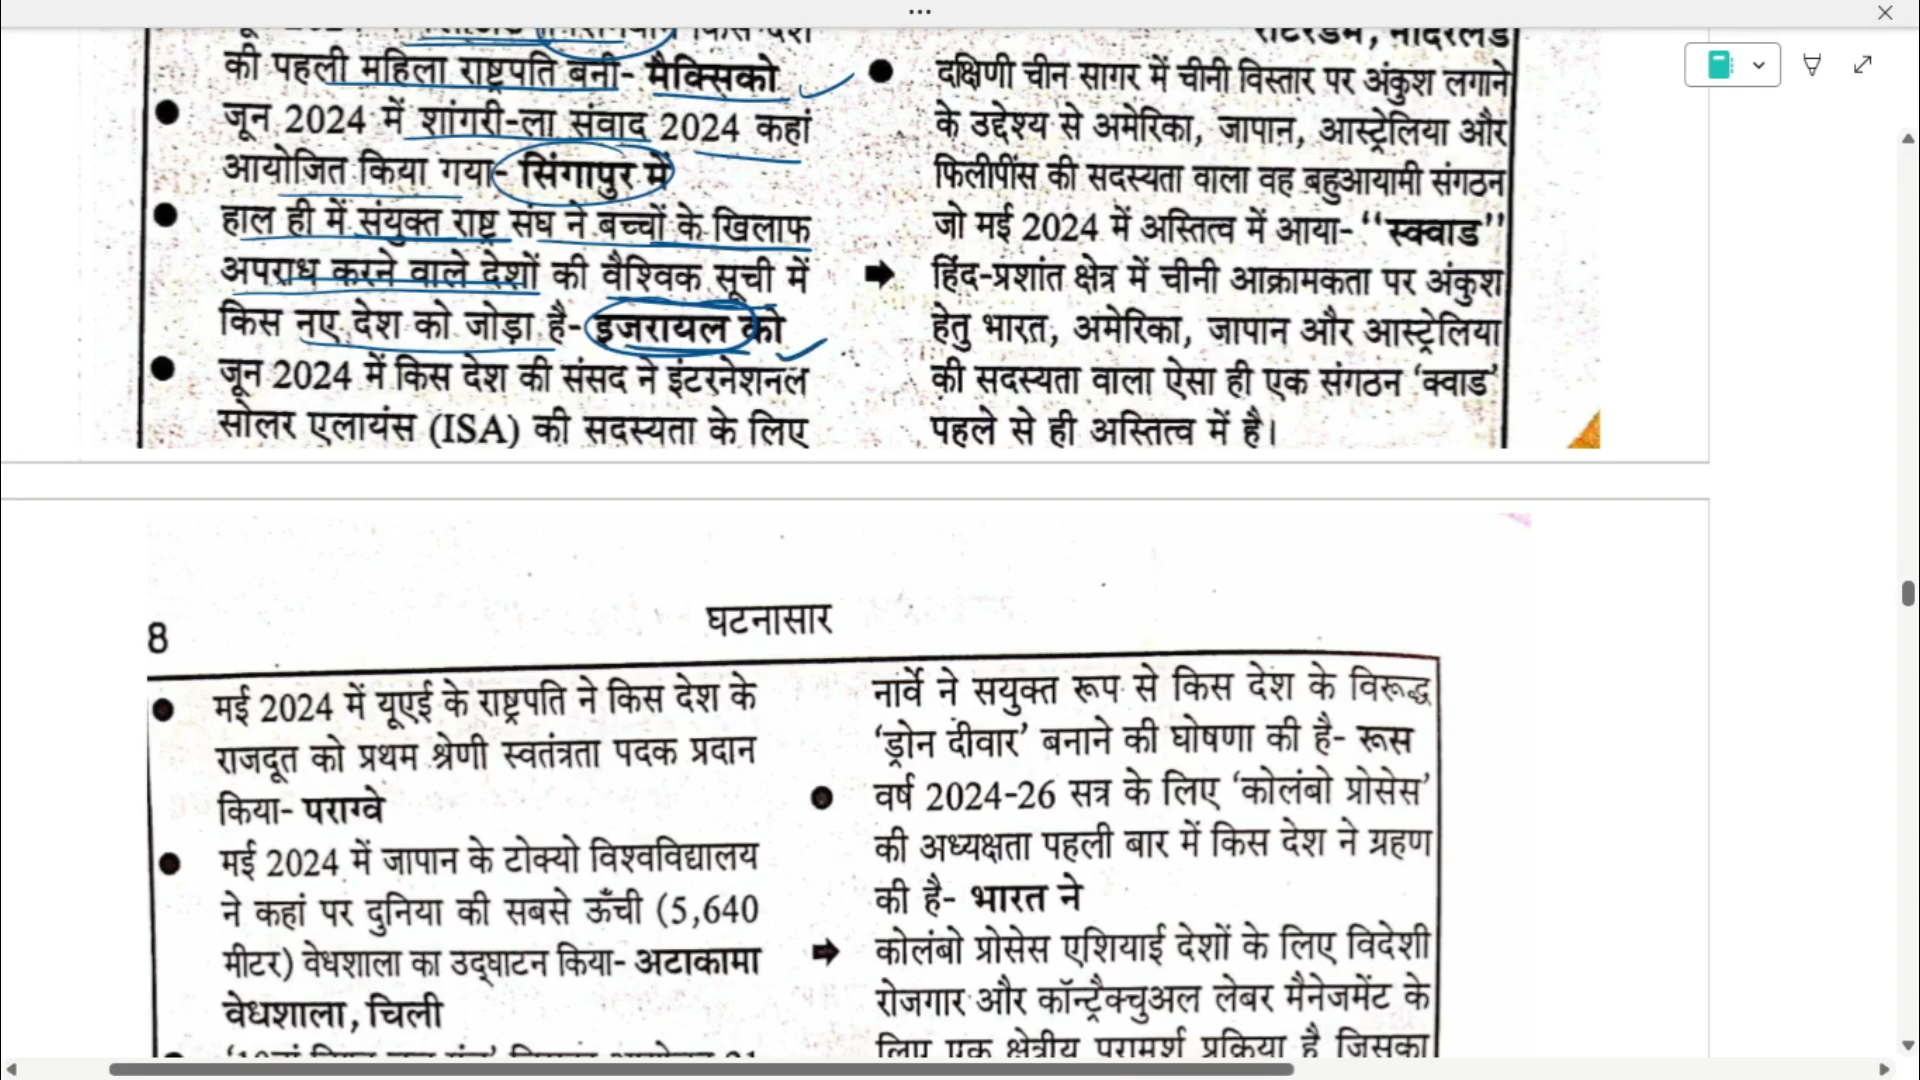 की पहली महिला राष्ट्रपति बनी- मैक्सिको
जून 2024 में शांगरी-ला संवाद 2024 कहां
आयोजित किया गया- सिंगापुर में
हाल ही में संयुक्त राष्ट्र संघ ने बच्चों के खिलाफ
अपराध करने वाले देशों की वैश्विक सूची में
किस नए देश को जोड़ा है- इजरायल को
जून 2024 में किस देश की संसद ने इंटरनेशनल
सोलर एलायंस (ISA) की सदस्यता के लिए
दक्षिणी चीन सागर में चीनी विस्तार पर अंकुश लगाने
के उद्देश्य से अमेरिका, जापान, आस्ट्रेलिया और
फिलीपींस की सदस्यता वाला वह बहुआयामी संगठन
जो मई 2024 में अस्तित्व में आया- “स्क्वाड”
हिंद-प्रशांत क्षेत्र में चीनी आक्रामकता पर अंकुश
हेतु भारत, अमेरिका, जापान और आस्ट्रेलिया
की सदस्यता वाला ऐसा ही एक संगठन ‘क्वाड’
पहले से ही अस्तित्व में है।
8
घटनासार
मई 2024 में यूएई के राष्ट्रपति ने किस देश के
राजदूत को प्रथम श्रेणी स्वतंत्रता पदक प्रदान
किया- पराग्वे
मई 2024 में जापान के टोक्यो विश्वविद्यालय
ने कहां पर दुनिया की सबसे ऊँची (5,640
मीटर) वेधशाला का उद्घाटन किया- अटाकामा
वेधशाला, चिली
नार्वे ने सयुक्त रूप से किस देश के विरूद्ध
‘ड्रोन दीवार’ बनाने की घोषणा की है- रूस
वर्ष 2024-26 सत्र के लिए ‘कोलंबो प्रोसेस’
की अध्यक्षता पहली बार में किस देश ने ग्रहण
की है- भारत ने
कोलंबो प्रोसेस एशियाई देशों के लिए विदेशी
रोजगार और कॉन्ट्रैक्चुअल लेबर मैनेजमेंट के
लिए एक क्षेत्रीय परामर्श प्रक्रिया है जिसका